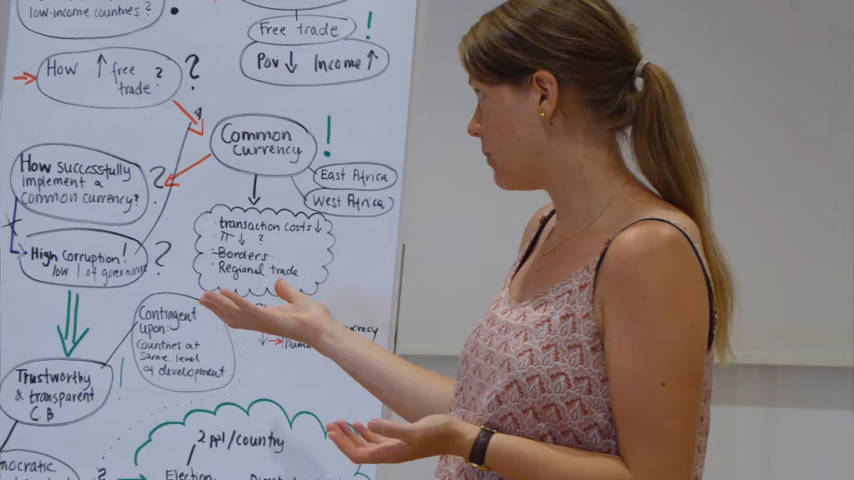 low-income countries?
Free trade !
Pov ↓ Income ↑
How ↑ free
trade?
?
Common
Currency
!
East Africa
West Africa
How successfully
implement a
common currency?
?
transaction costs ↓
π ↓ ?
Borders
Regional trade
High Corruption!
low
of governance
?
Contingent
upon:
Countries at
same level
of development
Trustworthy
& transparent
C.B
/country
Election